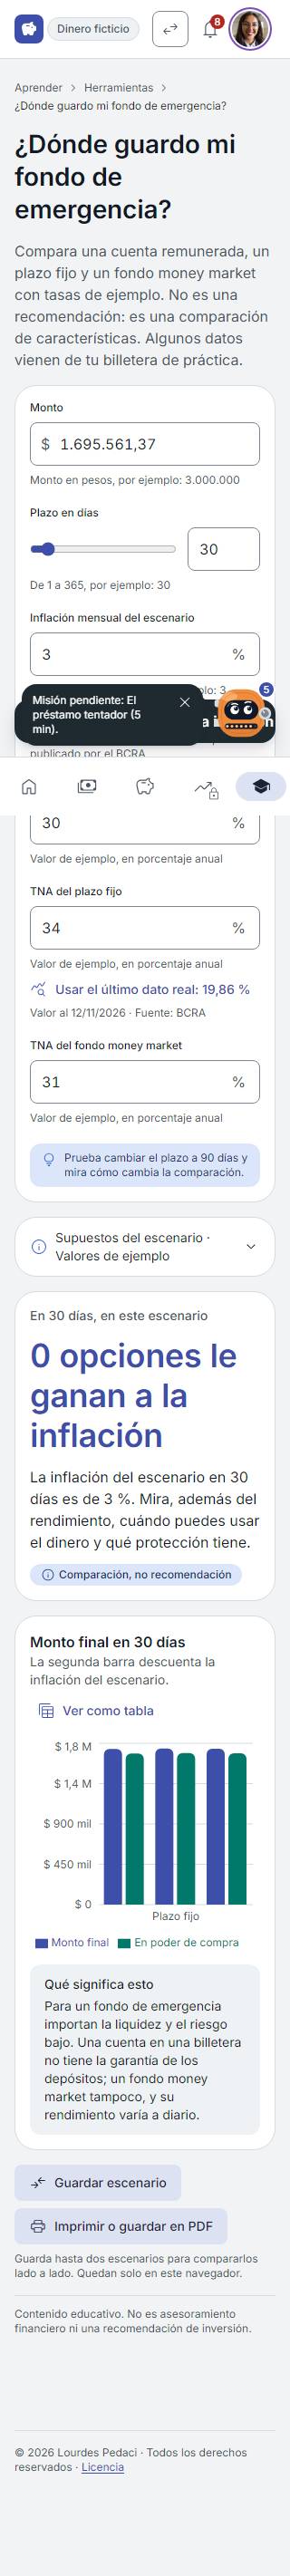 Dinero ficticio
8
Aprender > Herramientas >
¿Dónde guardo mi fondo de emergencia?
¿Dónde guardo mi
fondo de
emergencia?
Compara una cuenta remunerada, un
plazo fijo y un fondo money market
con tasas de ejemplo. No es una
recomendación: es una comparación
de características. Algunos datos
vienen de tu billetera de práctica.
Monto
$ 1.695.561,37
Monto en pesos, por ejemplo: 3.000.000
Plazo en días
30
De 1 a 365, por ejemplo: 30
Inflación mensual del escenario
3 %
plo: 3
5
Misión pendiente: El
préstamo tentador (5
min).
publicado por el BCRA
30 %
Valor de ejemplo, en porcentaje anual
TNA del plazo fijo
34 %
Valor de ejemplo, en porcentaje anual
Usar el último dato real: 19,86 %
Valor al 12/11/2026 · Fuente: BCRA
TNA del fondo money market
31 %
Valor de ejemplo, en porcentaje anual
Prueba cambiar el plazo a 90 días y
mira cómo cambia la comparación.
Supuestos del escenario ·
Valores de ejemplo
En 30 días, en este escenario
0 opciones le
ganan a la
inflación
La inflación del escenario en 30
días es de 3 %. Mira, además del
rendimiento, cuándo puedes usar
el dinero y qué protección tiene.
Comparación, no recomendación
Monto final en 30 días
La segunda barra descuenta la
inflación del escenario.
Ver como tabla
$ 1,8 M
$ 1,4 M
$ 900 mil
$ 450 mil
$ 0
Plazo fijo
Monto final En poder de compra
Qué significa esto
Para un fondo de emergencia
importan la liquidez y el riesgo
bajo. Una cuenta en una billetera
no tiene la garantía de los
depósitos; un fondo money
market tampoco, y su
rendimiento varía a diario.
Guardar escenario
Imprimir o guardar en PDF
Guarda hasta dos escenarios para compararlos
lado a lado. Quedan solo en este navegador.
Contenido educativo. No es asesoramiento
financiero ni una recomendación de inversión.
© 2026 Lourdes Pedaci · Todos los derechos
reservados · Licencia